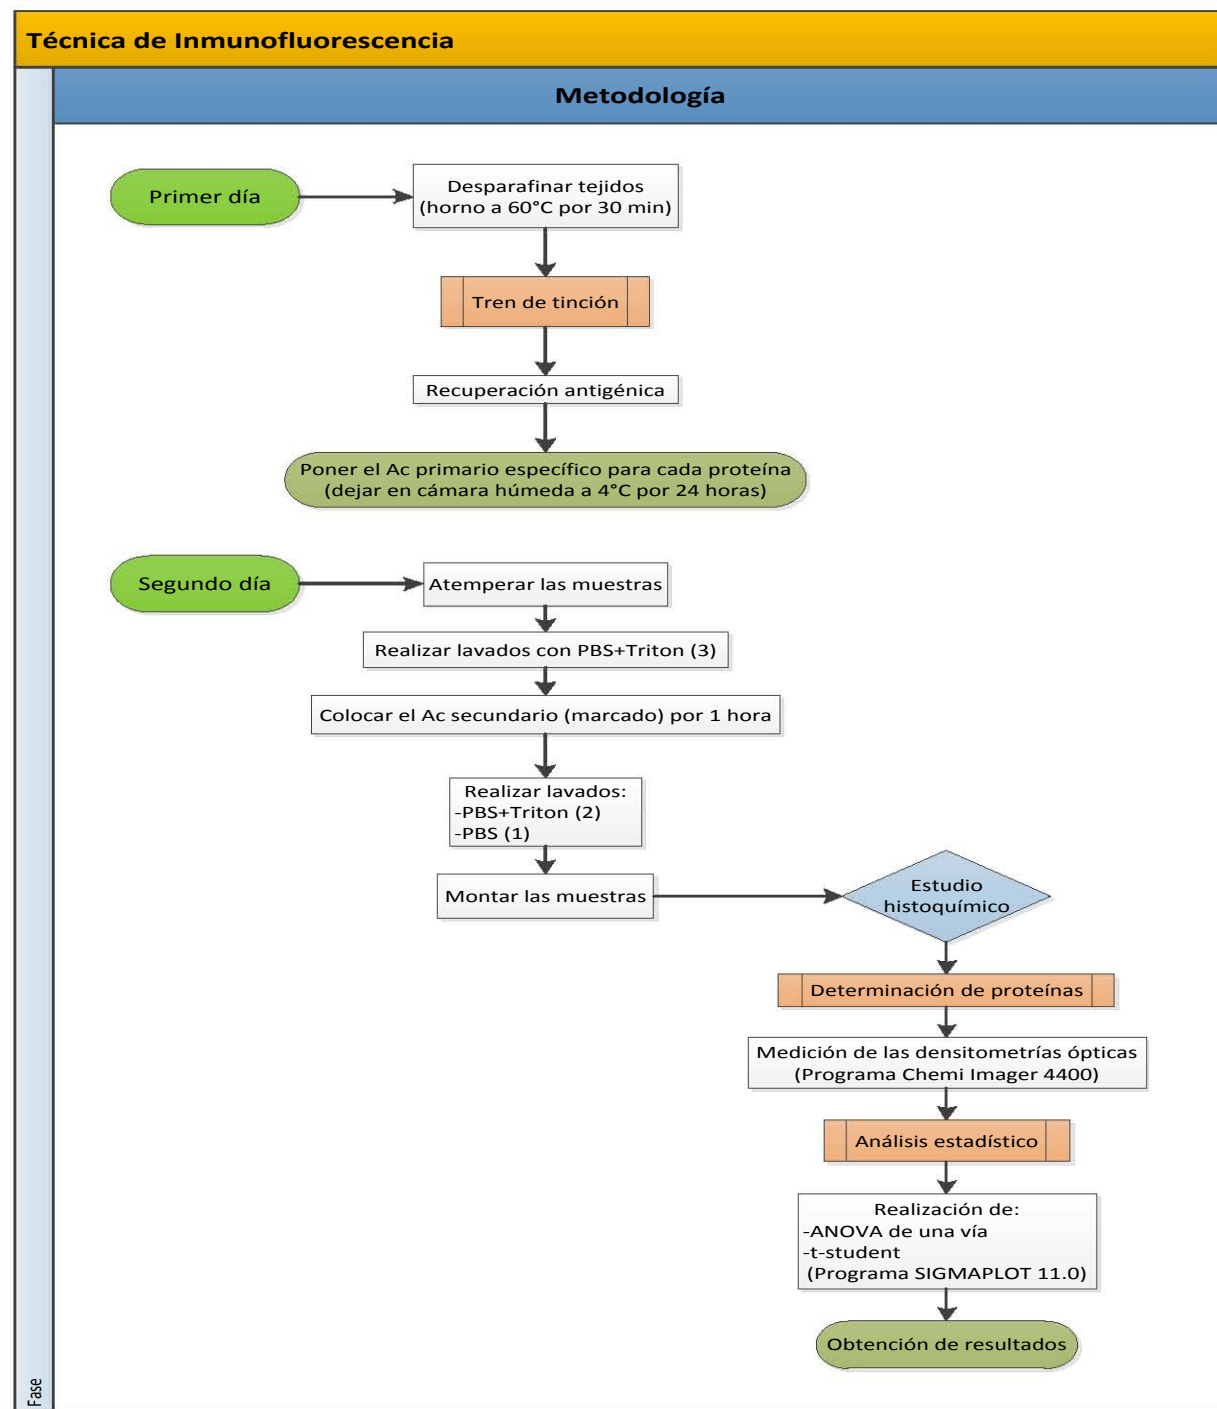 Técnica de Inmunofluorescencia
Metodología
Primer día
Desparafinar tejidos
(horno a 60°C por 30 min)
Tren de tinción
Recuperación antigénica
Poner el Ac primario específico para cada proteína
(dejar en cámara húmeda a 4°C por 24 horas)
Segundo día
Atemperar las muestras
Realizar lavados con PBS+Triton (3)
Colocar el Ac secundario (marcado) por 1 hora
Realizar lavados:
-PBS+Triton (2)
-PBS (1)
Montar las muestras
Estudio
histoquímico
Determinación de proteínas
Medición de las densitometrías ópticas
(Programa Chemi Imager 4400)
Análisis estadístico
Realización de:
-ANOVA de una vía
-t-student
(Programa SIGMAPLOT 11.0)
Obtención de resultados
Fase